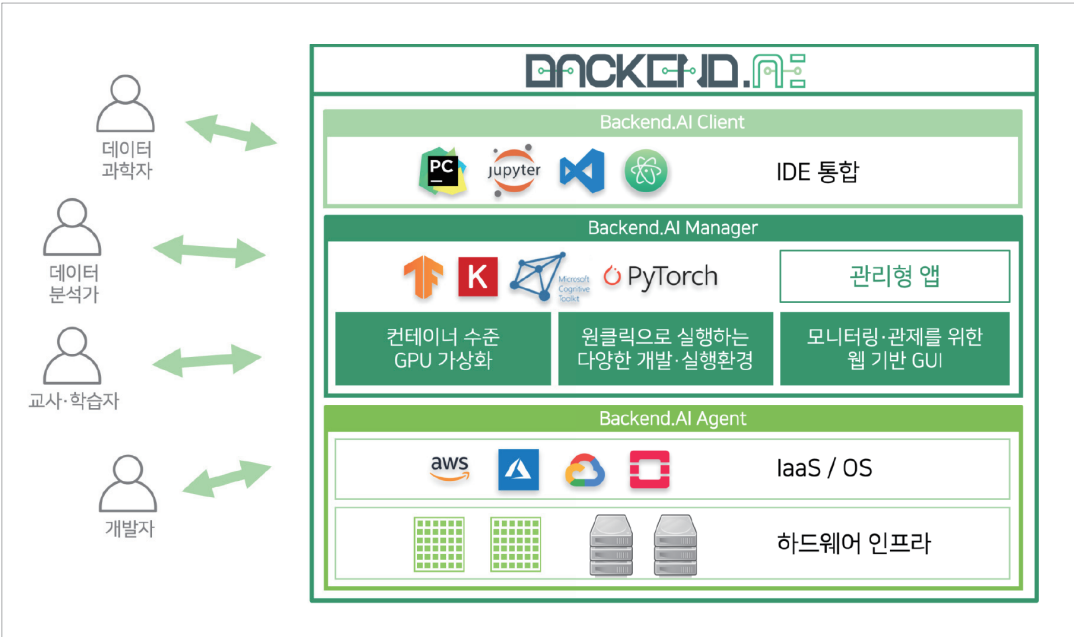 BACKEND.AI
Backend.AI Client
PC
jupyter
IDE 통합
데이터
과학자
Backend.AI Manager
K
Microsoft
Cognitive
Toolkit
PyTorch
관리형 앱
데이터
분석가
컨테이너 수준
GPU 가상화
원클릭으로 실행하는
다양한 개발·실행환경
모니터링·관제를 위한
웹 기반 GUI
교사·학습자
Backend.AI Agent
aws
IaaS / OS
개발자
하드웨어 인프라